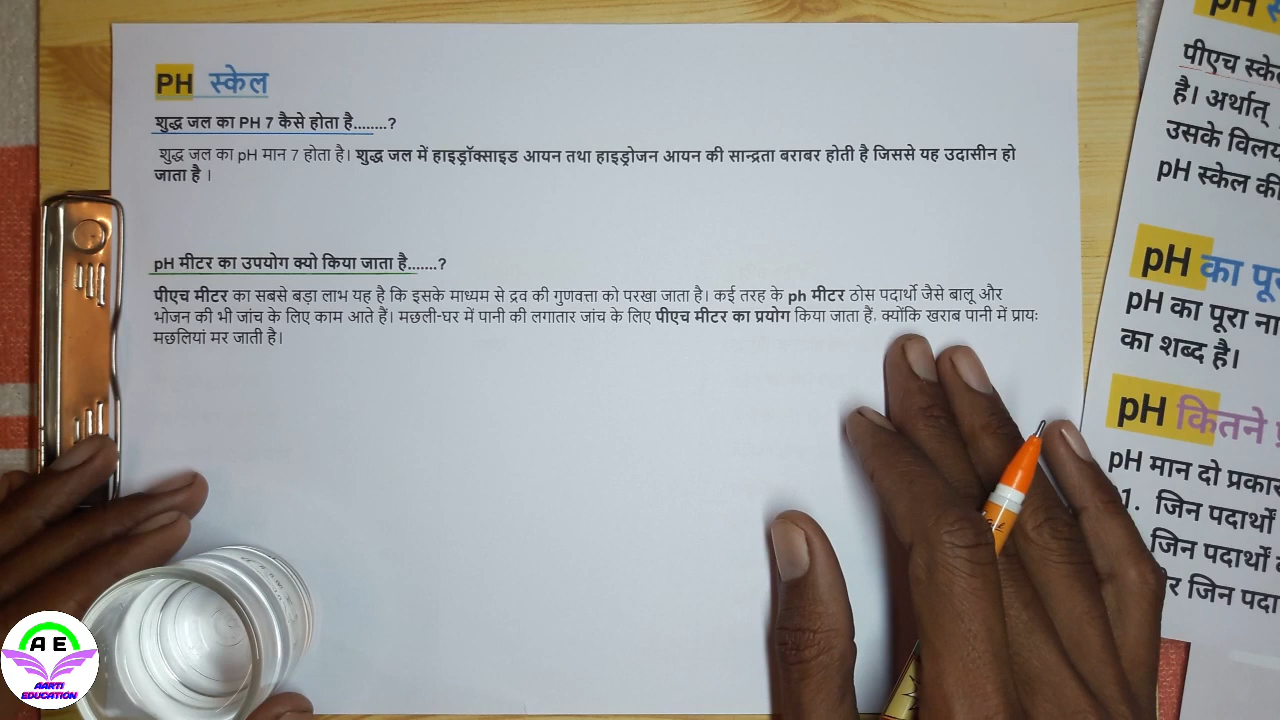 PH स्केल
शुद्ध जल का PH 7 कैसे होता है........?
शुद्ध जल का pH मान 7 होता है। शुद्ध जल में हाइड्रॉक्साइड आयन तथा हाइड्रोजन आयन की सान्द्रता बराबर होती है जिससे यह उदासीन हो
जाता है ।
pH मीटर का उपयोग क्यो किया जाता है.......?
पीएच मीटर का सबसे बड़ा लाभ यह है कि इसके माध्यम से द्रव की गुणवत्ता को परखा जाता है। कई तरह के ph मीटर ठोस पदार्थो जैसे बालू और
भोजन की भी जांच के लिए काम आते हैं। मछली-घर में पानी की लगातार जांच के लिए पीएच मीटर का प्रयोग किया जाता हैं, क्योंकि खराब पानी में प्रायः
मछलियां मर जाती है।
pH
पीएच
है। अर्थात्
उसके
pH स्केल की
pH का
pH का पूरा
का शब्द है।
pH कितने
pH मान दो
1. जिन पदार्थों
जिन पदार्थों
जिन
A E
AARTI
EDUCATION